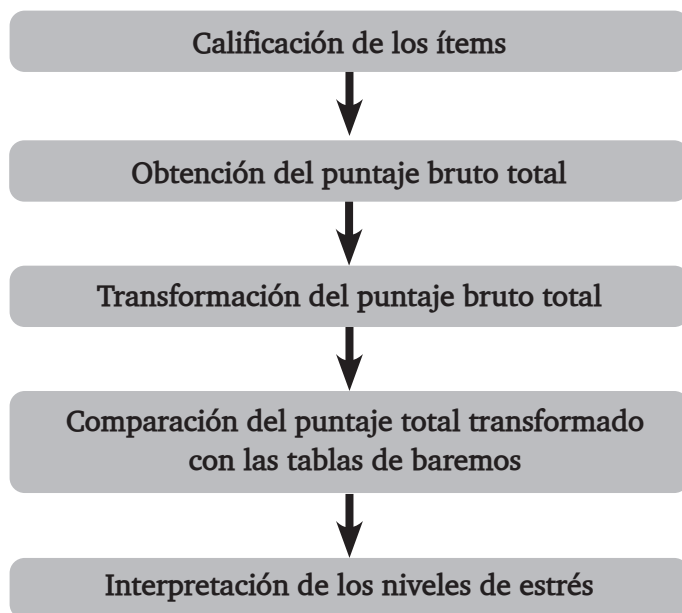 Calificación de los ítems
Obtención del puntaje bruto total
Transformación del puntaje bruto total
Comparación del puntaje total transformado
con las tablas de baremos
Interpretación de los niveles de estrés